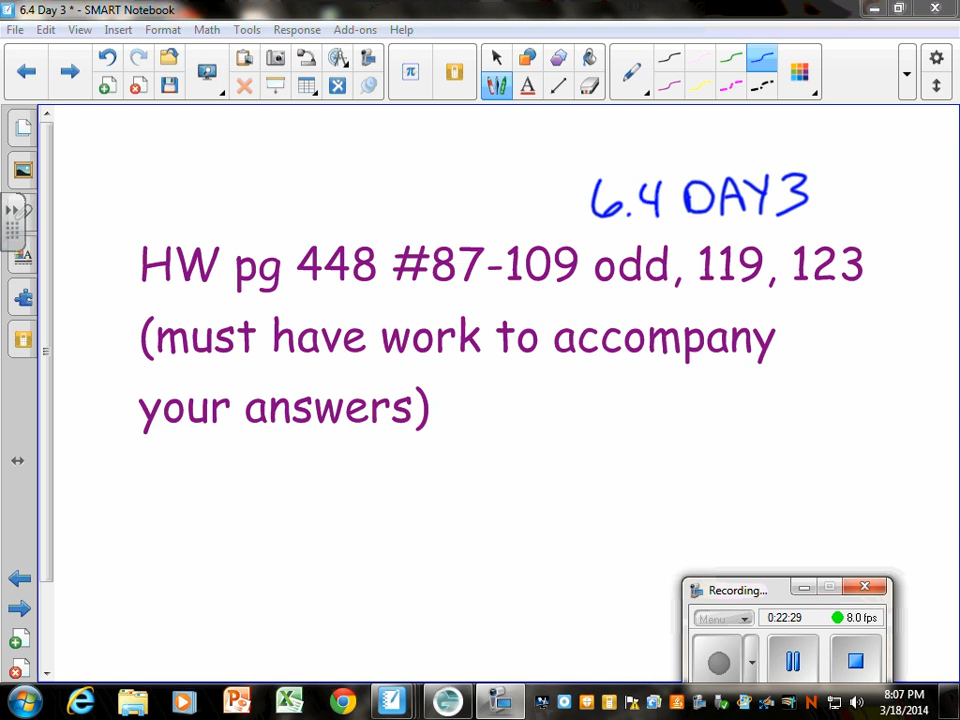 6.4 Day 3 * - SMART Notebook
File Edit View Insert Format Math Tools Response Add-ons Help
6.4 DAY 3
HW pg 448 #87-109 odd, 119, 123
(must have work to accompany
your answers)
Recording...
Menu 0:22:29 8.0 fps
8:07 PM
3/18/2014